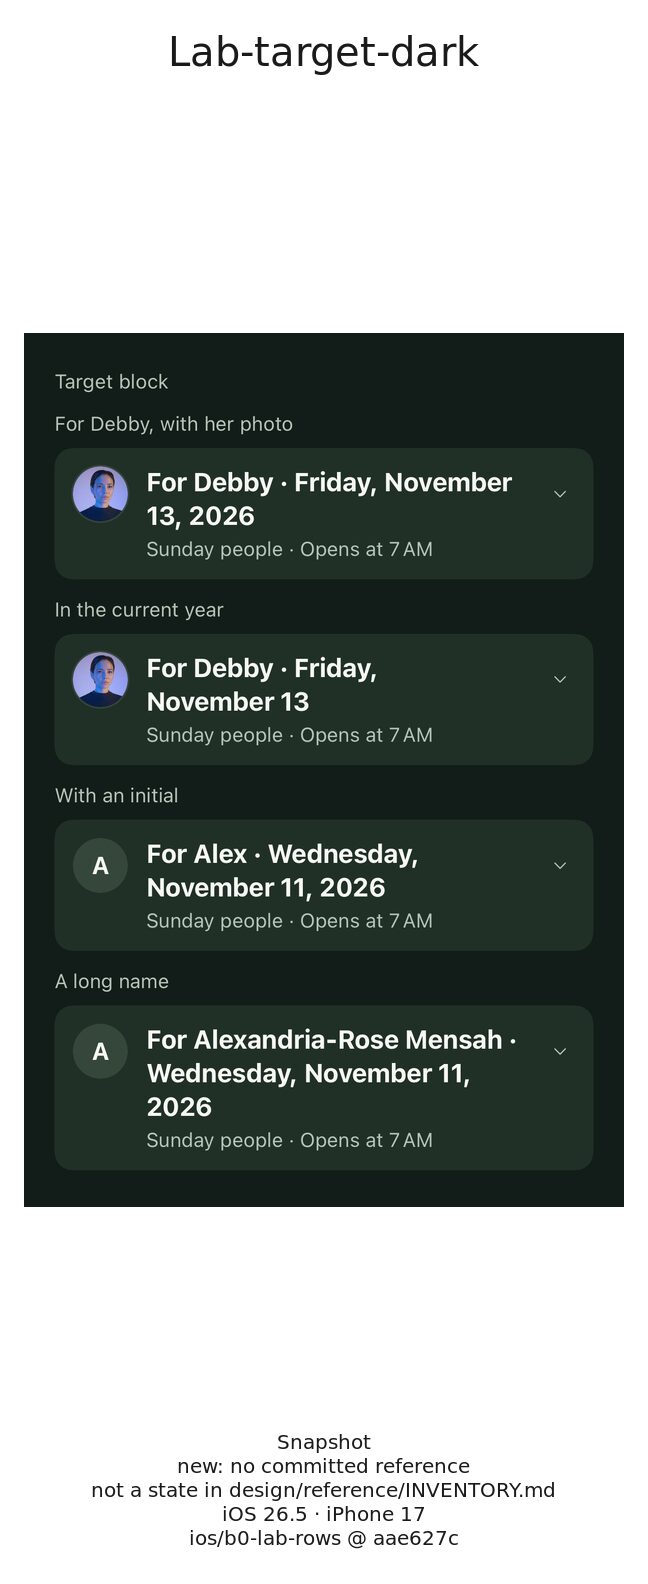 Lab-target-dark
Target block
For Debby, with her photo
For Debby · Friday, November
13, 2026
Sunday people · Opens at 7 AM
In the current year
For Debby · Friday,
November 13
Sunday people · Opens at 7 AM
With an initial
A
For Alex · Wednesday,
November 11, 2026
Sunday people · Opens at 7 AM
A long name
A
For Alexandria-Rose Mensah ·
Wednesday, November 11,
2026
Sunday people · Opens at 7 AM
Snapshot
new: no committed reference
not a state in design/reference/INVENTORY.md
iOS 26.5 · iPhone 17
ios/b0-lab-rows @ aae627c